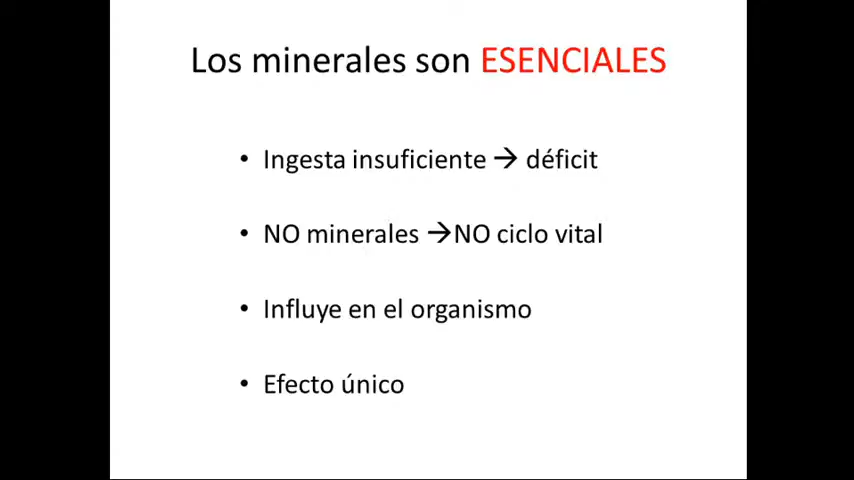 Los minerales son ESENCIALES
• Ingesta insuficiente → déficit
• NO minerales →NO ciclo vital
• Influye en el organismo
• Efecto único